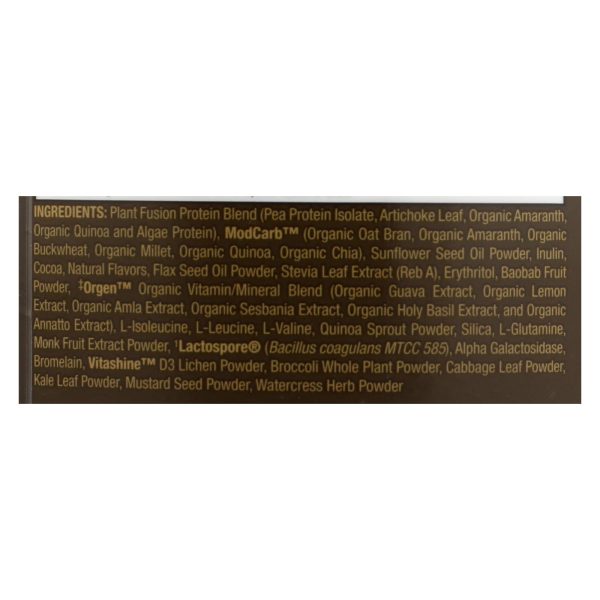 INGREDIENTS: Plant Fusion Protein Blend (Pea Protein Isolate, Artichoke Leaf, Organic Amaranth,
Organic Quinoa and Algae Protein), ModCarb™ (Organic Oat Bran, Organic Amaranth, Organic
Buckwheat, Organic Millet, Organic Quinoa, Organic Chia), Sunflower Seed Oil Powder, Inulin,
Cocoa, Natural Flavors, Flax Seed Oil Powder, Stevia Leaf Extract (Reb A), Erythritol, Baobab Fruit
Powder, ‡Orgen™ Organic Vitamin/Mineral Blend (Organic Guava Extract, Organic Lemon
Extract, Organic Amla Extract, Organic Sesbania Extract, Organic Holy Basil Extract, and Organic
Annatto Extract), L-Isoleucine, L-Leucine, L-Valine, Quinoa Sprout Powder, Silica, L-Glutamine,
Monk Fruit Extract Powder, †Lactospore® (Bacillus coagulans MTCC 585), Alpha Galactosidase,
Bromelain, Vitashine™ D3 Lichen Powder, Broccoli Whole Plant Powder, Cabbage Leaf Powder,
Kale Leaf Powder, Mustard Seed Powder, Watercress Herb Powder